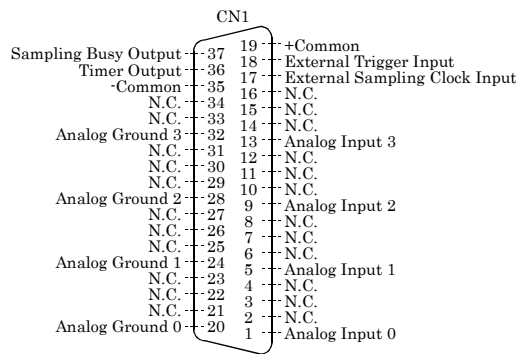 CN1
19 +Common
Sampling Busy Output 37
18 External Trigger Input
Timer Output 36
17 External Sampling Clock Input
-Common 35
16 N.C.
N.C. 34
15 N.C.
N.C. 33
14 N.C.
Analog Ground 3 32
13 Analog Input 3
N.C. 31
12 N.C.
N.C. 30
11 N.C.
N.C. 29
10 N.C.
Analog Ground 2 28
9 Analog Input 2
N.C. 27
8 N.C.
N.C. 26
7 N.C.
N.C. 25
6 N.C.
Analog Ground 1 24
5 Analog Input 1
N.C. 23
4 N.C.
N.C. 22
3 N.C.
N.C. 21
2 N.C.
Analog Ground 0 20
1 Analog Input 0